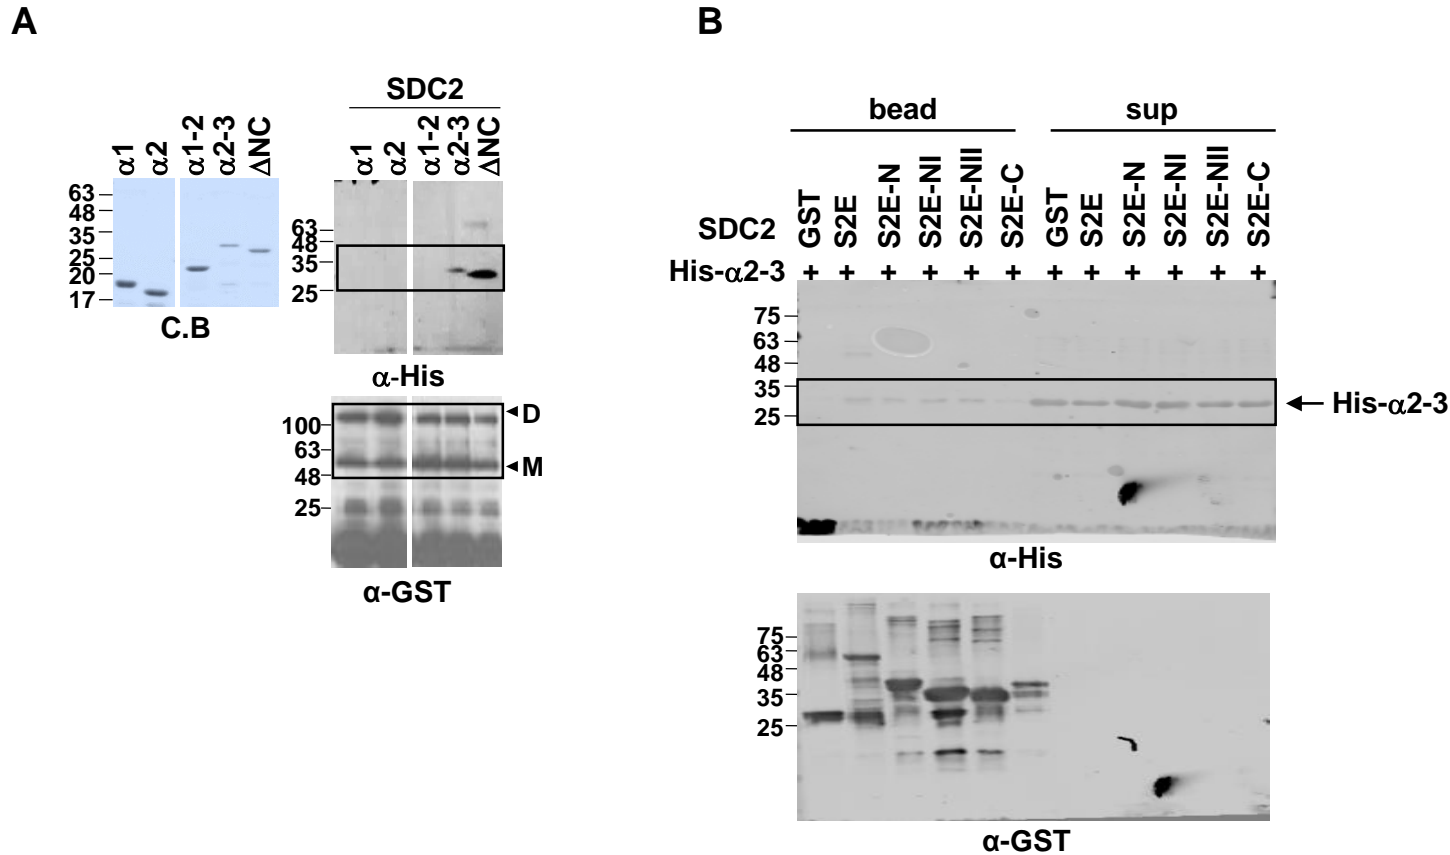 A
SDC2
α1
α2
α1-2
α2-3
ΔNC
63
48
35
25
20
17
C.B
α1
α2
α1-2
α2-3
ΔNC
63
48
35
25
α-His
100
63
48
25
D
M
α-GST
B
bead
sup
SDC2
GST
S2E
S2E-N
S2E-NI
S2E-NII
S2E-C
GST
S2E
S2E-N
S2E-NI
S2E-NII
S2E-C
His-α2-3 + + + + + + + + + + + +
75
63
48
35
25
His-α2-3
α-His
75
63
48
35
25
α-GST